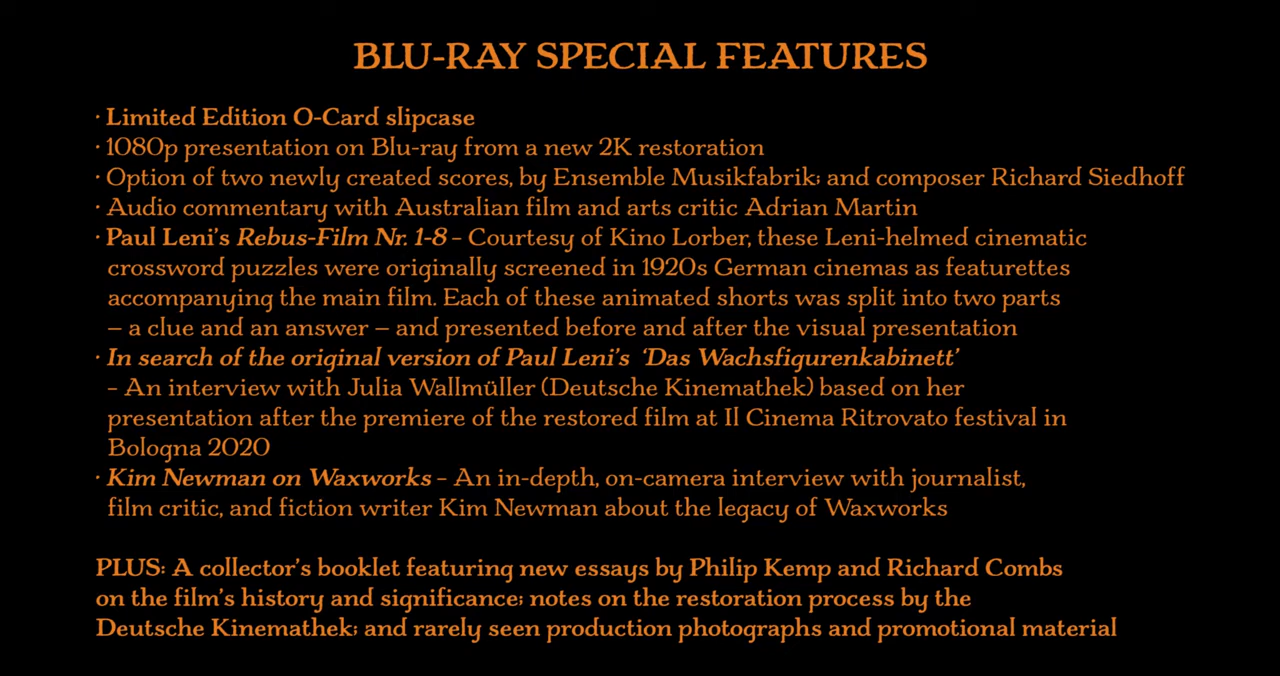 BLU-RAY SPECIAL FEATURES
· Limited Edition O-Card slipcase
· 1080p presentation on Blu-ray from a new 2K restoration
· Option of two newly created scores, by Ensemble Musikfabrik; and composer Richard Siedhoff
· Audio commentary with Australian film and arts critic Adrian Martin
· Paul Leni's Rebus-Film Nr. 1-8 – Courtesy of Kino Lorber, these Leni-helmed cinematic
crossword puzzles were originally screened in 1920s German cinemas as featurettes
accompanying the main film. Each of these animated shorts was split into two parts
– a clue and an answer – and presented before and after the visual presentation
· In search of the original version of Paul Leni's 'Das Wachsfigurenkabinett'
– An interview with Julia Wallmüller (Deutsche Kinemathek) based on her
presentation after the premiere of the restored film at Il Cinema Ritrovato festival in
Bologna 2020
· Kim Newman on Waxworks – An in-depth, on-camera interview with journalist,
film critic, and fiction writer Kim Newman about the legacy of Waxworks
PLUS: A collector's booklet featuring new essays by Philip Kemp and Richard Combs
on the film's history and significance; notes on the restoration process by the
Deutsche Kinemathek; and rarely seen production photographs and promotional material